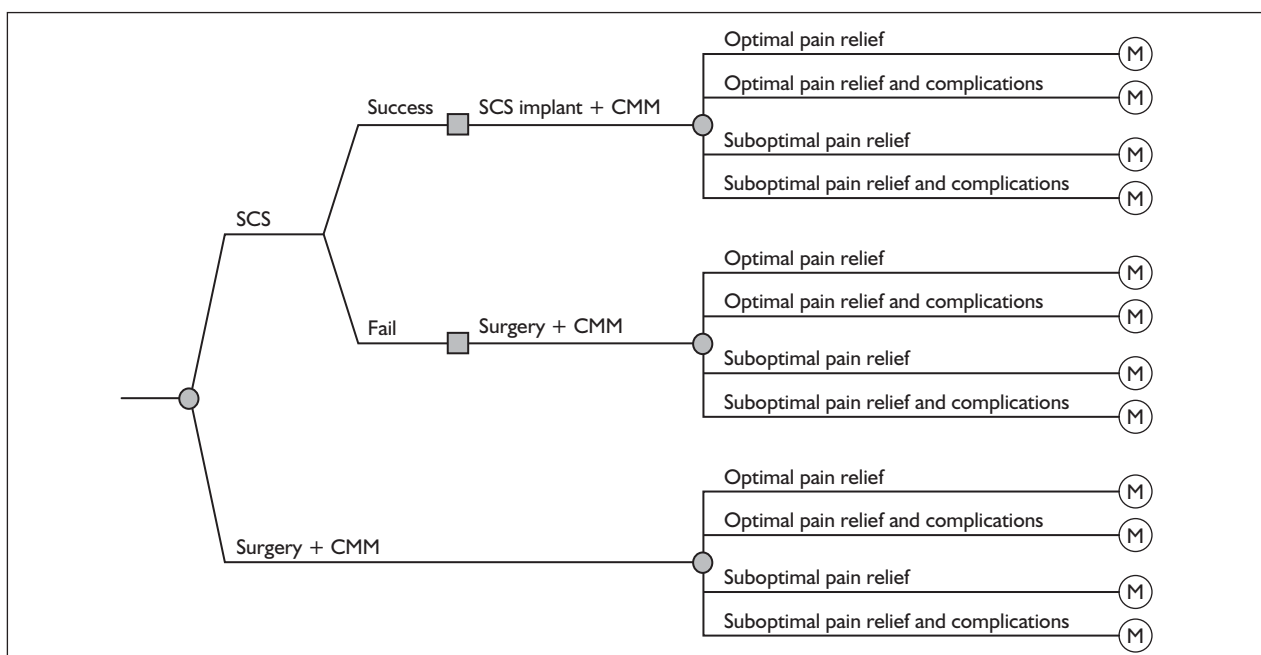 Optimal pain relief
M
Optimal pain relief and complications
M
Success
SCS implant + CMM
Suboptimal pain relief
M
Suboptimal pain relief and complications
M
SCS
Optimal pain relief
M
Optimal pain relief and complications
M
Fail
Surgery + CMM
Suboptimal pain relief
M
Suboptimal pain relief and complications
M
Optimal pain relief
M
Optimal pain relief and complications
M
Surgery + CMM
Suboptimal pain relief
M
Suboptimal pain relief and complications
M